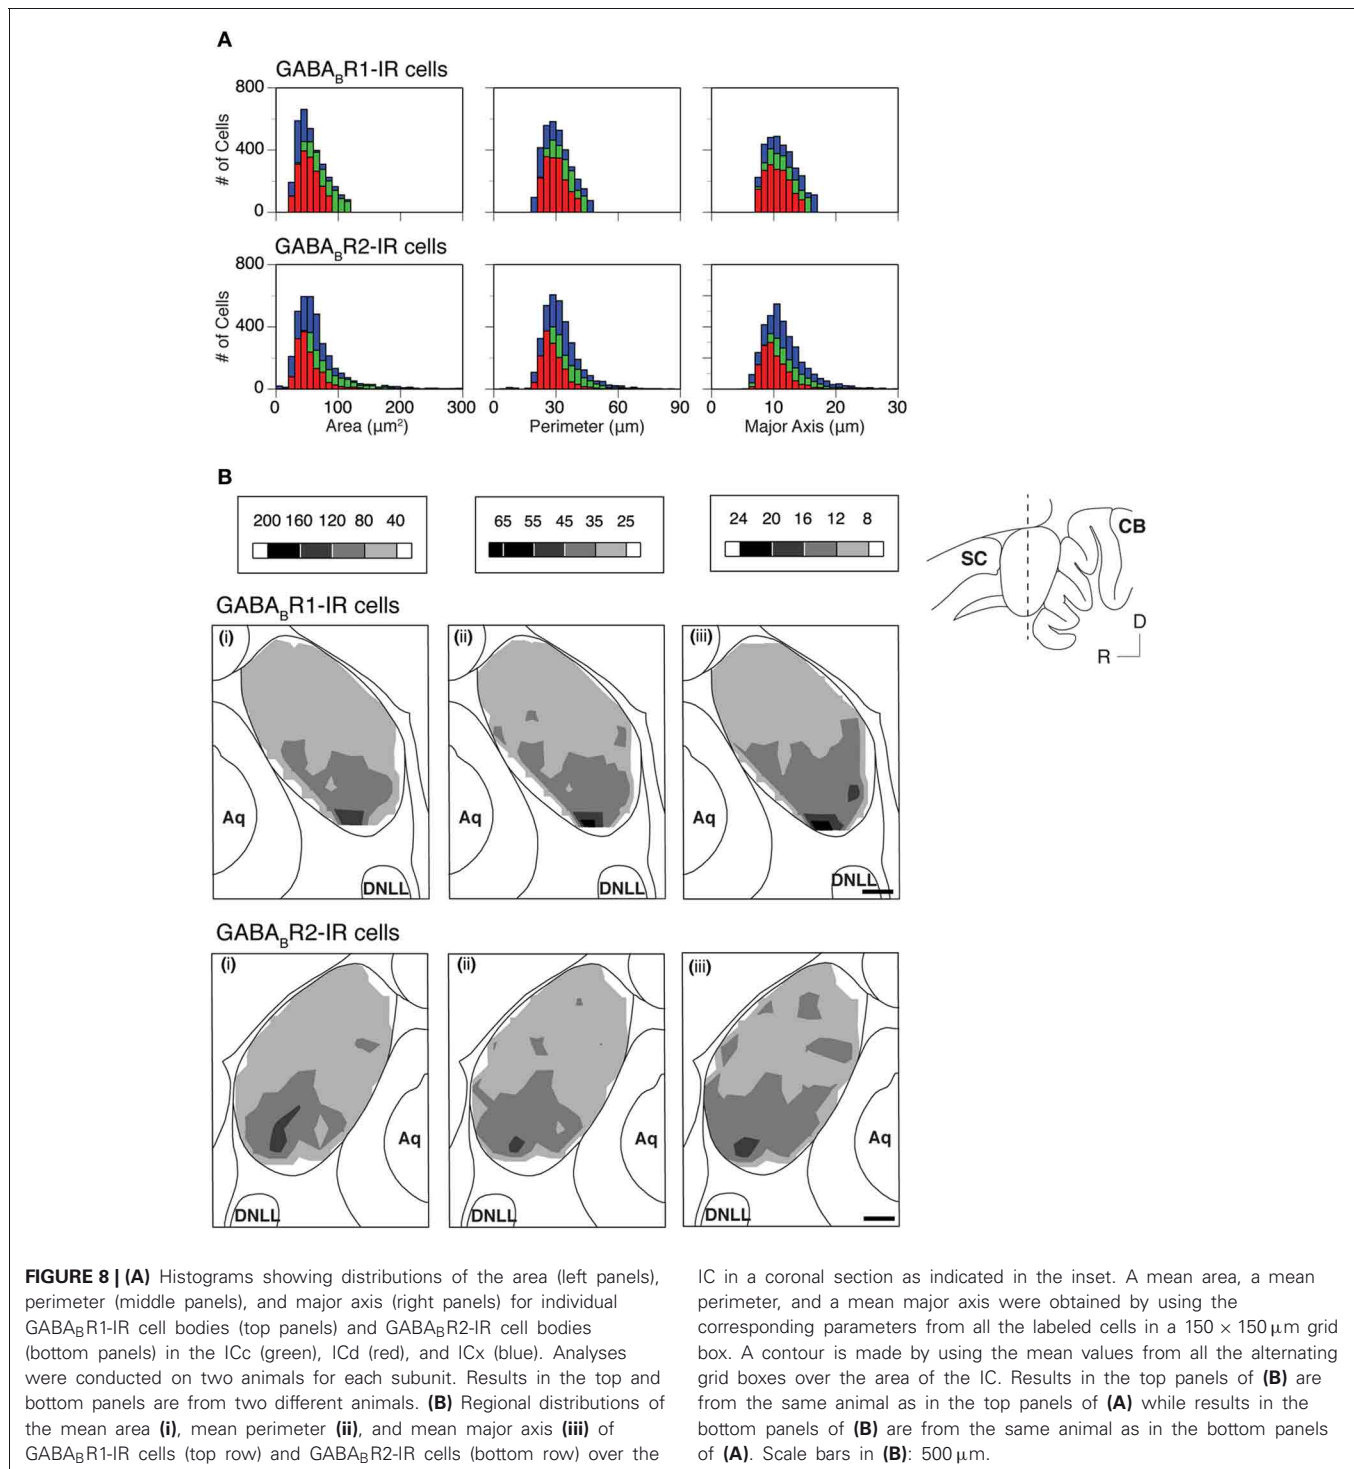 A
GABABR1-IR cells
800
400
0
# of Cells
GABABR2-IR cells
800
400
0
# of Cells
0 100 200 300
0 30 60 90
0 10 20 30
Area (µm²)
Perimeter (µm)
Major Axis (µm)
B
200 160 120 80 40
65 55 45 35 25
24 20 16 12 8
SC
CB
D
R
GABABR1-IR cells
(i)
Aq
DNLL
(ii)
Aq
DNLL
(iii)
Aq
DNLL
GABABR2-IR cells
(i)
Aq
DNLL
(ii)
Aq
DNLL
(iii)
Aq
DNLL
FIGURE 8 | (A) Histograms showing distributions of the area (left panels),
perimeter (middle panels), and major axis (right panels) for individual
GABABR1-IR cell bodies (top panels) and GABABR2-IR cell bodies
(bottom panels) in the ICc (green), ICd (red), and ICx (blue). Analyses
were conducted on two animals for each subunit. Results in the top and
bottom panels are from two different animals. (B) Regional distributions of
the mean area (i), mean perimeter (ii), and mean major axis (iii) of
GABABR1-IR cells (top row) and GABABR2-IR cells (bottom row) over the
IC in a coronal section as indicated in the inset. A mean area, a mean
perimeter, and a mean major axis were obtained by using the
corresponding parameters from all the labeled cells in a 150 × 150 µm grid
box. A contour is made by using the mean values from all the alternating
grid boxes over the area of the IC. Results in the top panels of (B) are
from the same animal as in the top panels of (A) while results in the
bottom panels of (B) are from the same animal as in the bottom panels
of (A). Scale bars in (B): 500 µm.